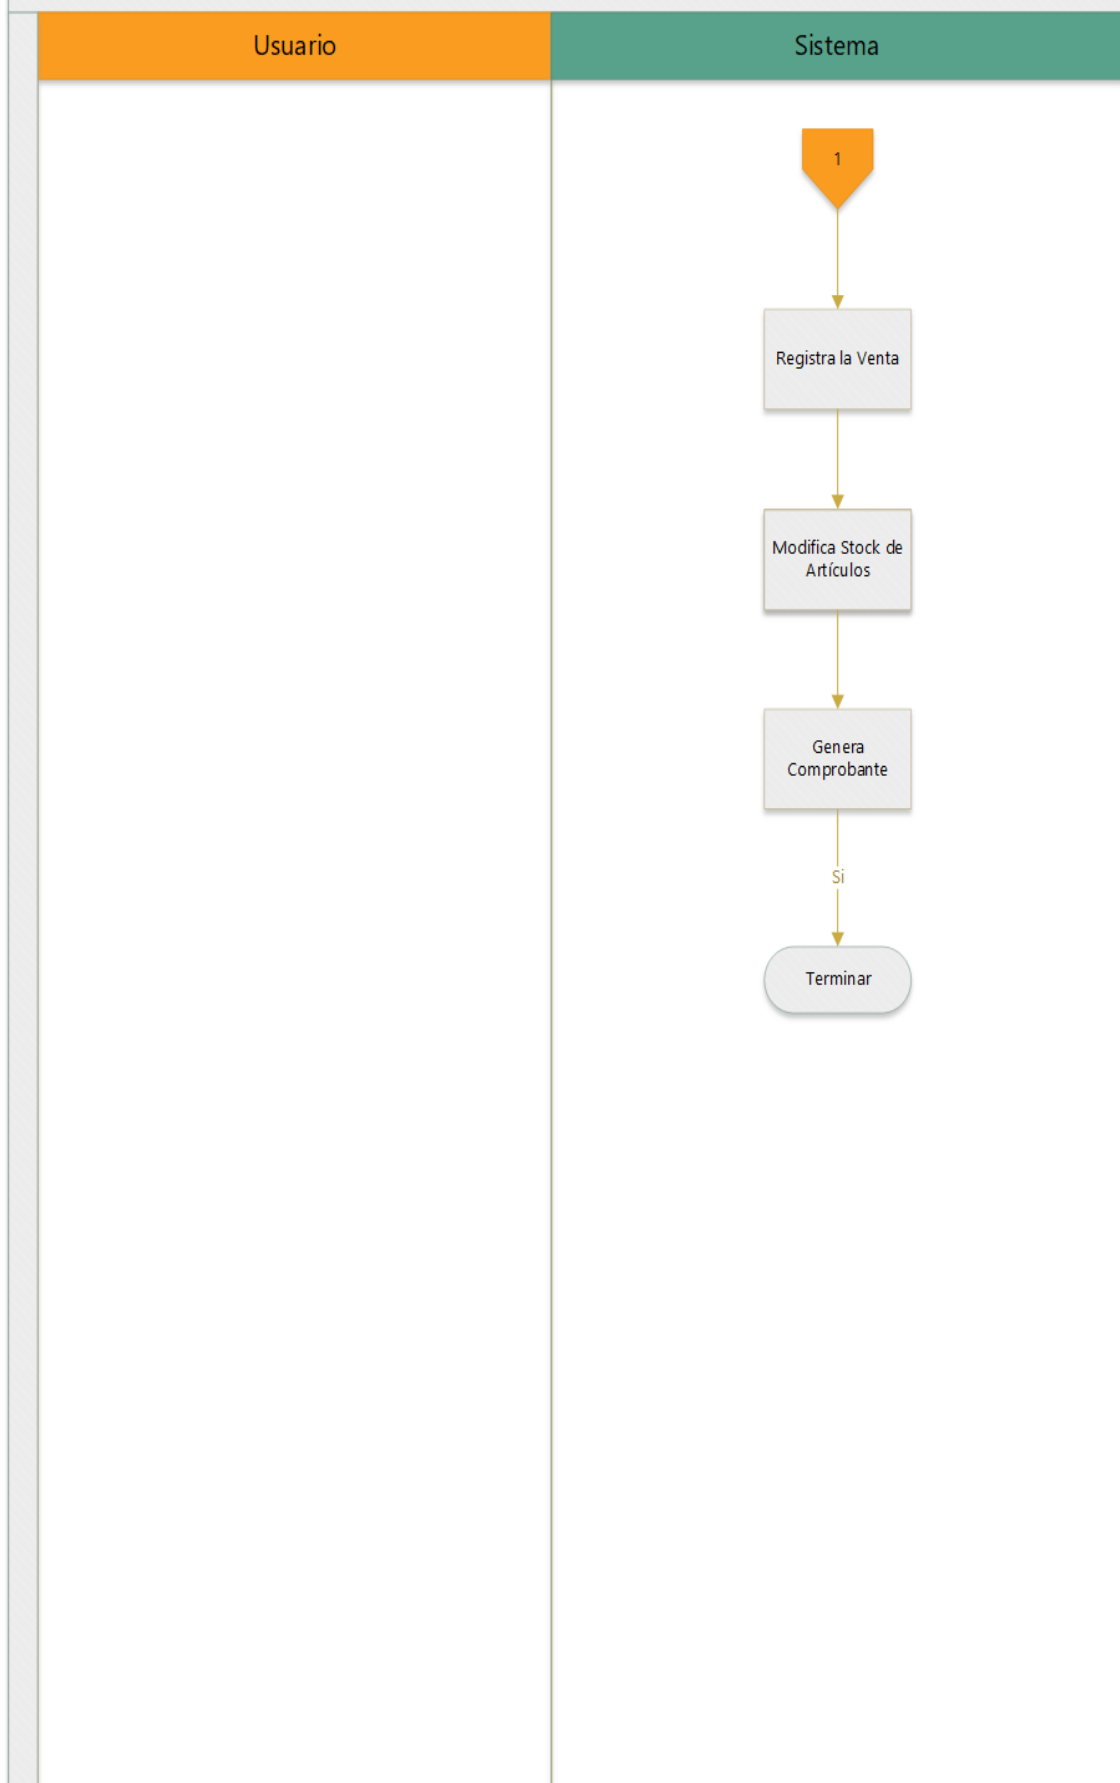 Usuario
Sistema
1
Registra la Venta
Modifica Stock de
Artículos
Genera
Comprobante
Si
Terminar